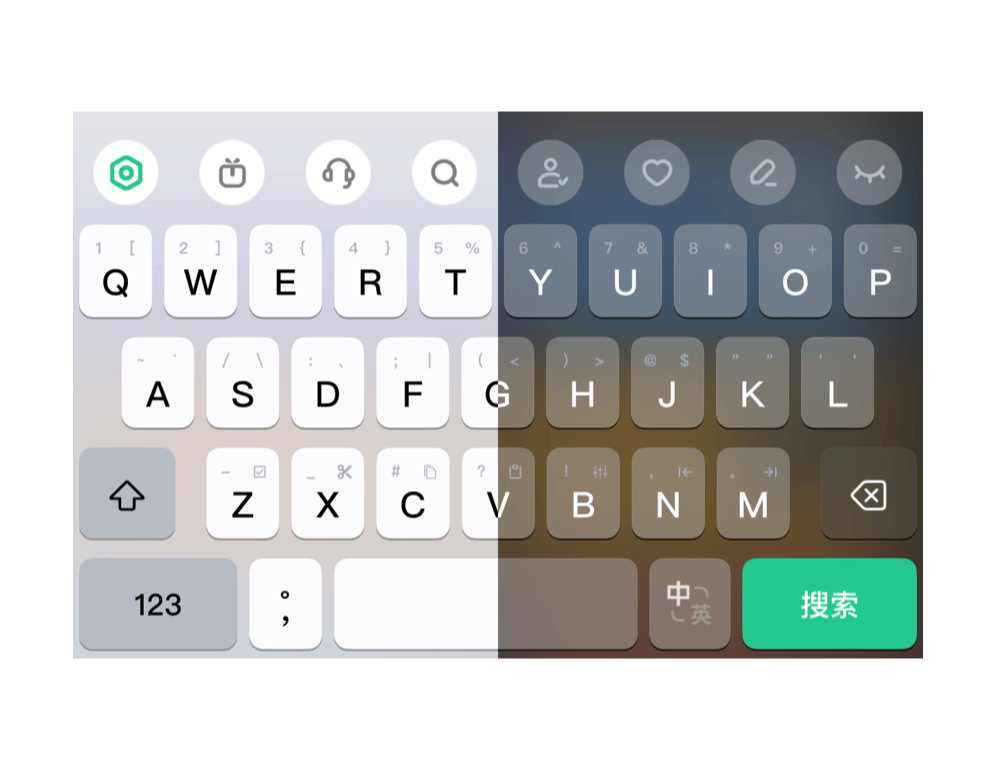 1 [ 2 ] 3 { 4 } 5 % 6 ^ 7 & 8 * 9 + 0 =
Q W E R T Y U I O P
~ ` / \ : 、 ; | ( < ) > @ $ " " ' '
A S D F G H J K L
– _ # ? ! , 。
Z X C V B N M
123 。, 中 英 搜索